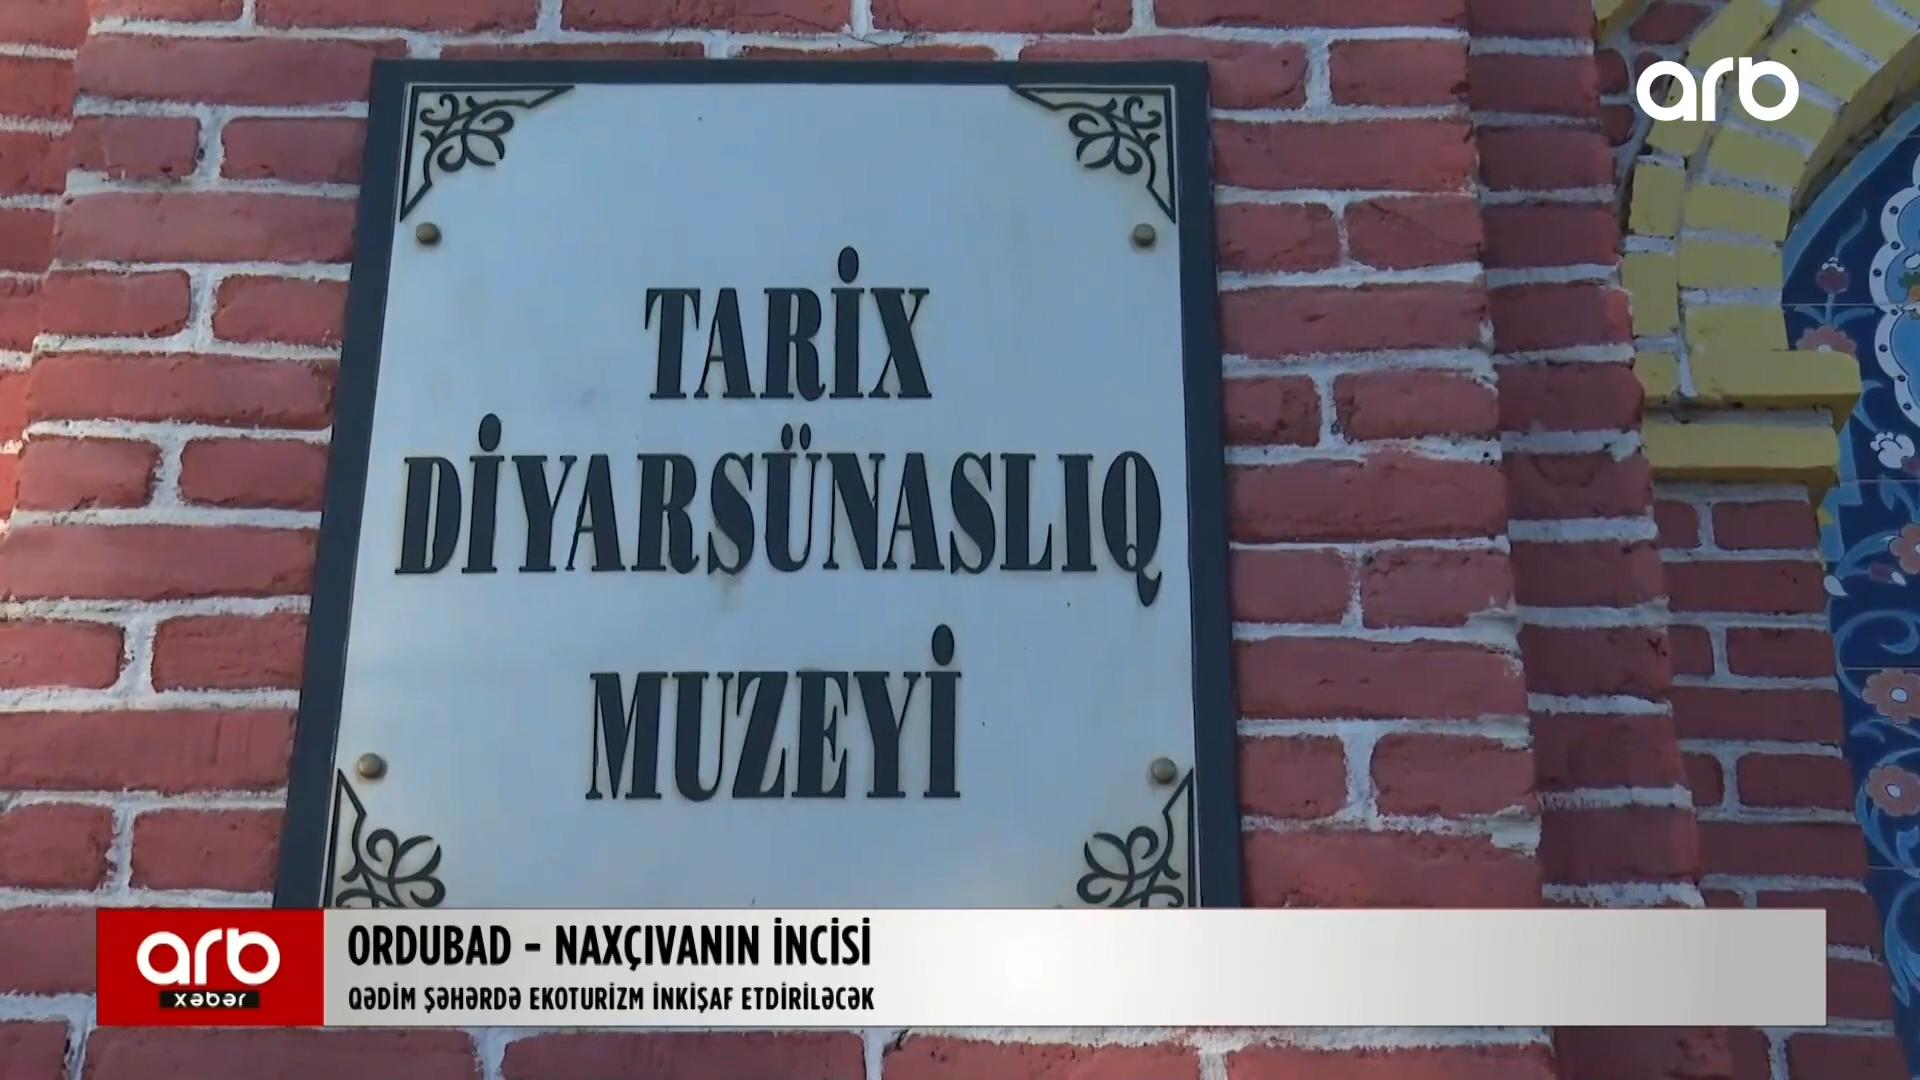 arb
TARİX
DİYARSÜNASLIQ
MUZEYİ
arb
xəbər
ORDUBAD - NAXÇIVANIN İNCİSİ
QƏDİM ŞƏHƏRDƏ EKOTURİZM İNKİŞAF ETDİRİLƏCƏK